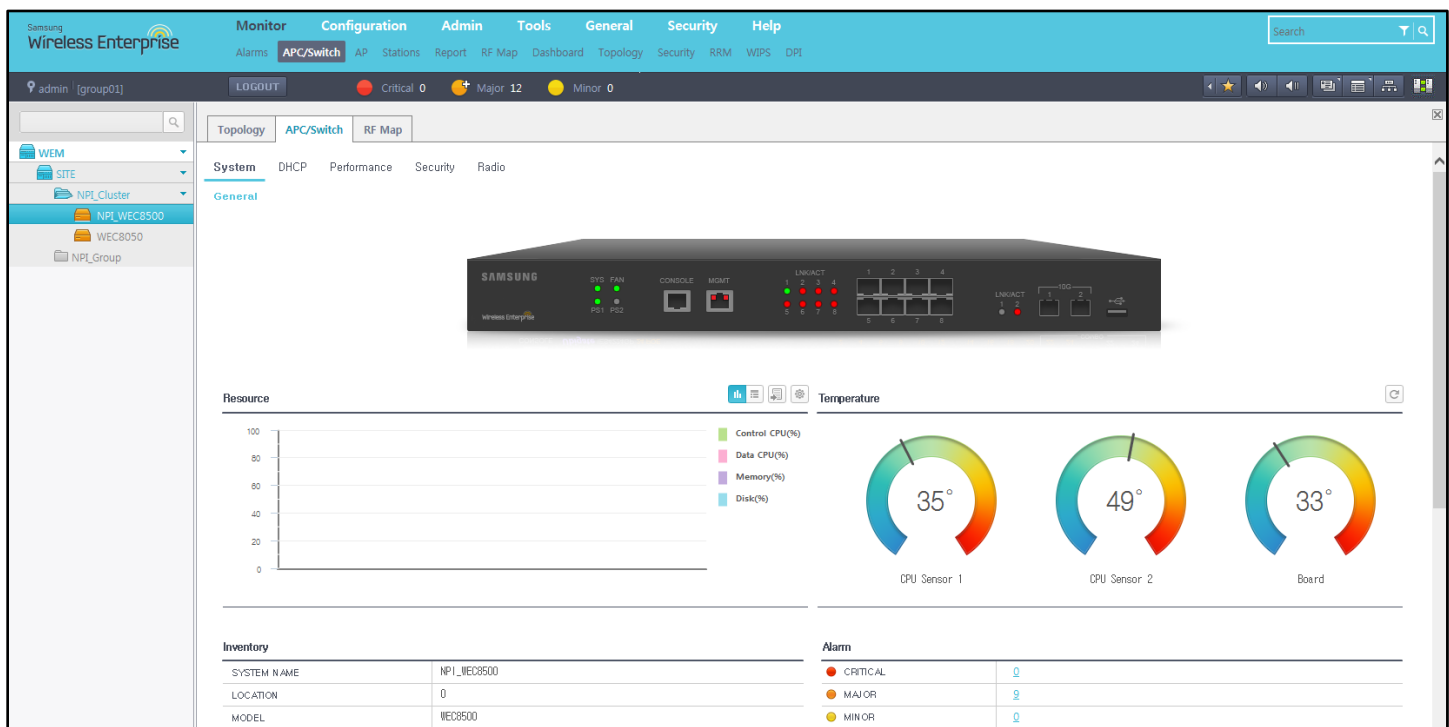 Samsung
Wireless Enterprise
Monitor Configuration Admin Tools General Security Help
Alarms APC/Switch AP Stations Report RF Map Dashboard Topology Security RRM WIPS DPI
Search
admin [group01]
LOGOUT
Critical 0 Major 12 Minor 0
Topology APC/Switch RF Map
WEM
SITE
NPI_Cluster
NPI_WEC8500
WEC8050
NPI_Group
System DHCP Performance Security Radio
General
SAMSUNG
Wireless Enterprise
SYS FAN
PS1 PS2
CONSOLE MGMT
LNK/ACT
1 2 3 4
5 6 7 8
1 2 3 4
5 6 7 8
LNK/ACT
1 2
10G
1 2
Resource
100
80
60
40
20
0
Control CPU(%)
Data CPU(%)
Memory(%)
Disk(%)
Temperature
35°
CPU Sensor 1
49°
CPU Sensor 2
33°
Board
Inventory
SYSTEM NAME NPI_WEC8500
LOCATION 0
MODEL WEC8500
Alarm
CRITICAL 0
MAJOR 9
MINOR 0